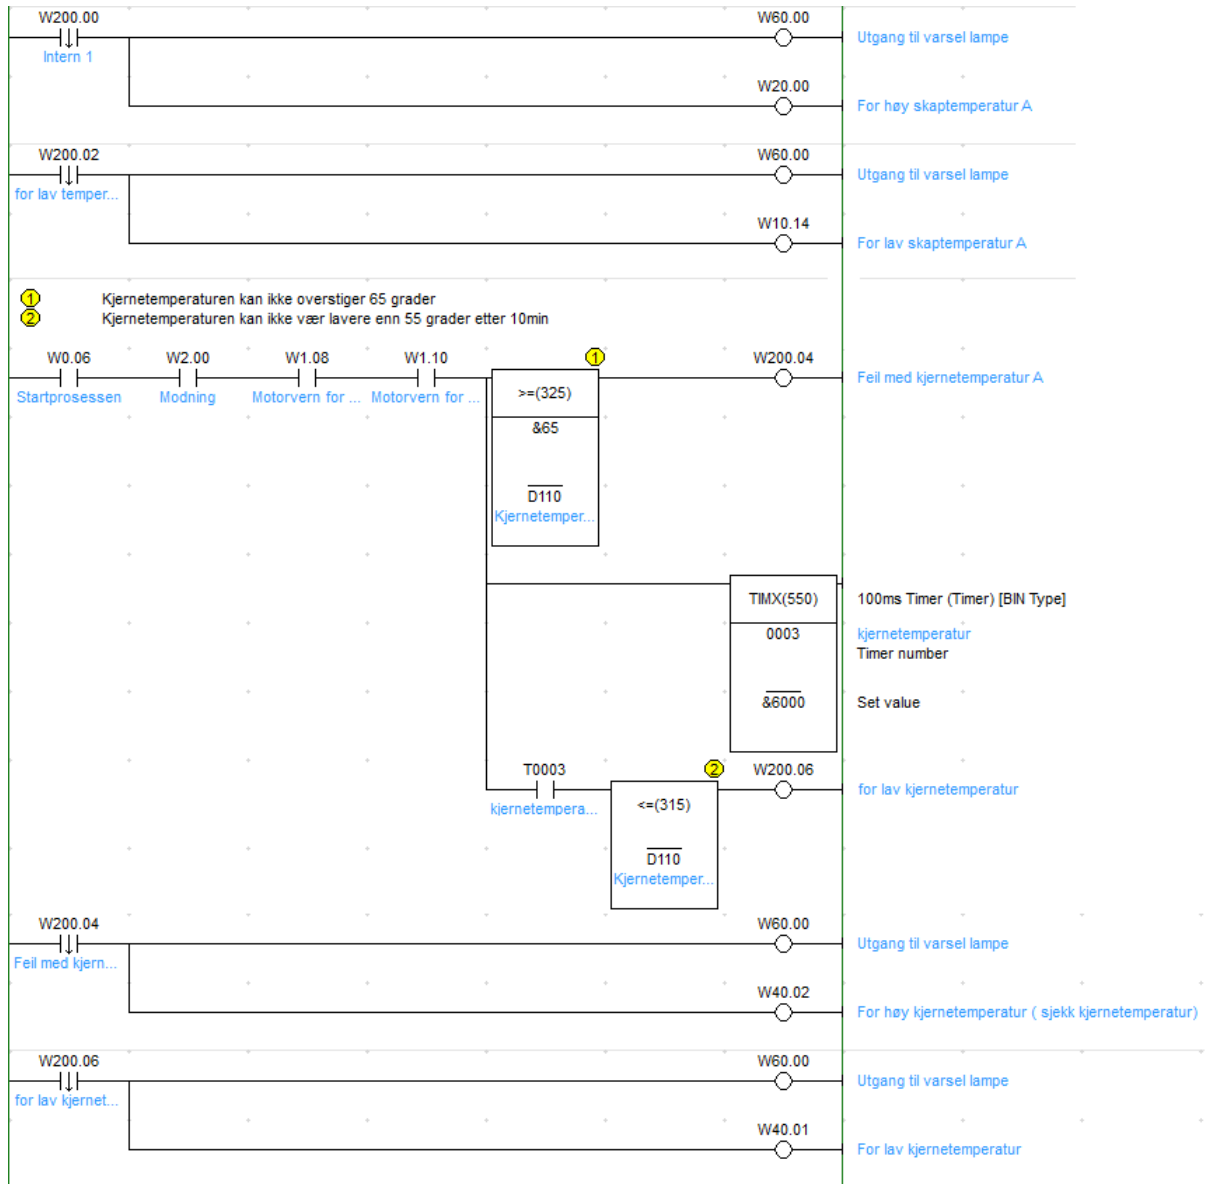 W200.00
W60.00
Utgang til varsel lampe
Intern 1
W20.00
For høy skaptemperatur A
W200.02
W60.00
Utgang til varsel lampe
for lav temper...
W10.14
For lav skaptemperatur A
1 Kjernetemperaturen kan ikke overstiger 65 grader
2 Kjernetemperaturen kan ikke vær lavere enn 55 grader etter 10min
W0.06 W2.00 W1.08 W1.10 1 W200.04
Startprosessen Modning Motorvern for ... Motorvern for ... >=(325) Feil med kjernetemperatur A
&65
D110
Kjernetemper...
TIMX(550) 100ms Timer (Timer) [BIN Type]
0003 kjernetemperatur
Timer number
&6000 Set value
T0003 2 W200.06
kjernetempera... <=(315) for lav kjernetemperatur
D110
Kjernetemper...
W200.04
W60.00
Utgang til varsel lampe
Feil med kjern...
W40.02
For høy kjernetemperatur ( sjekk kjernetemperatur)
W200.06
W60.00
Utgang til varsel lampe
for lav kjernet...
W40.01
For lav kjernetemperatur